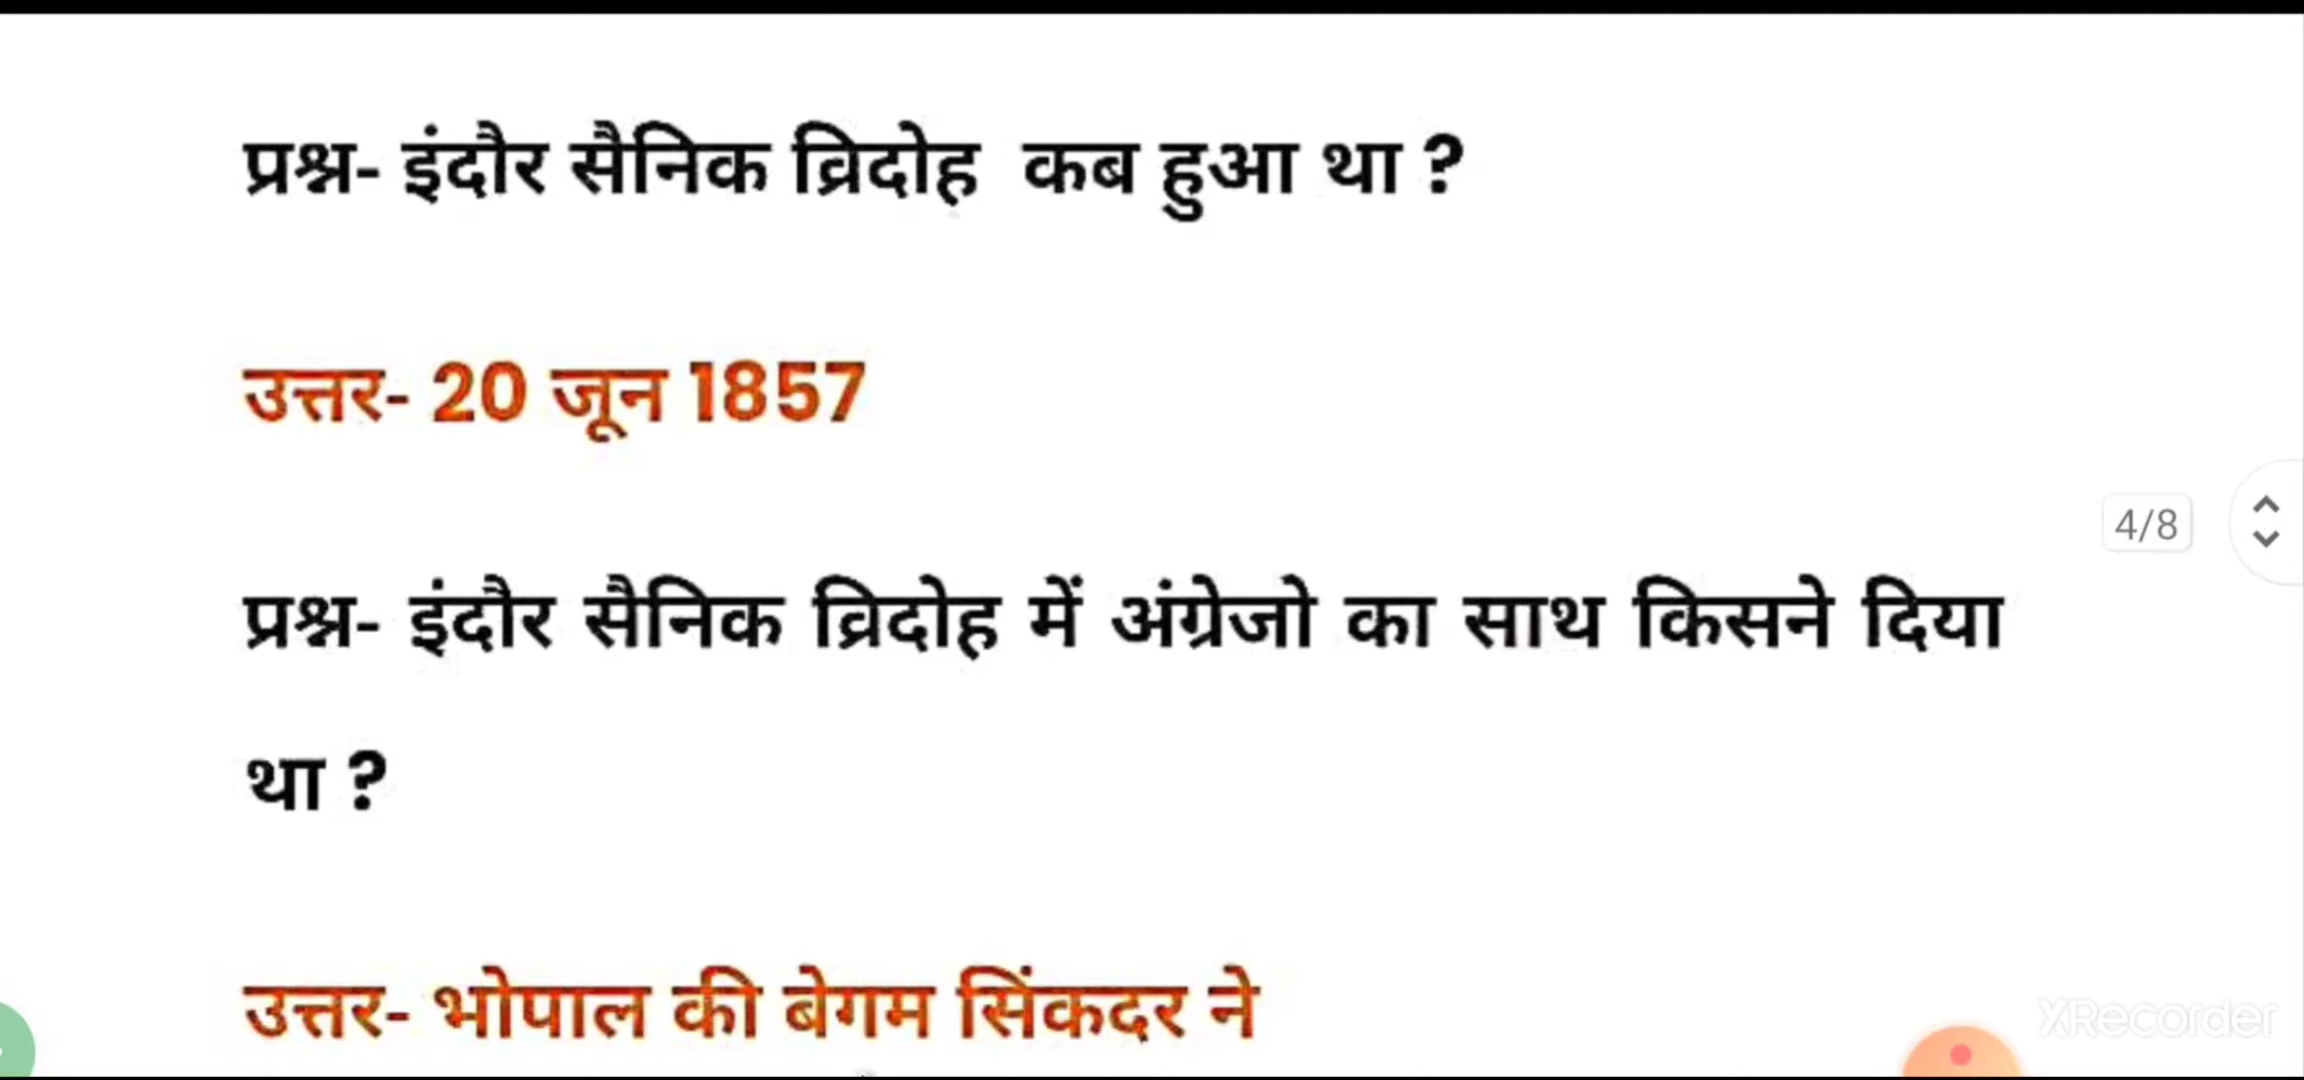 प्रश्न- इंदौर सैनिक व्रिदोह कब हुआ था ?
उत्तर- 20 जून 1857
4/8
प्रश्न- इंदौर सैनिक व्रिदोह में अंग्रेजो का साथ किसने दिया
था ?
उत्तर- भोपाल की बेगम सिंकदर ने
XRecorder